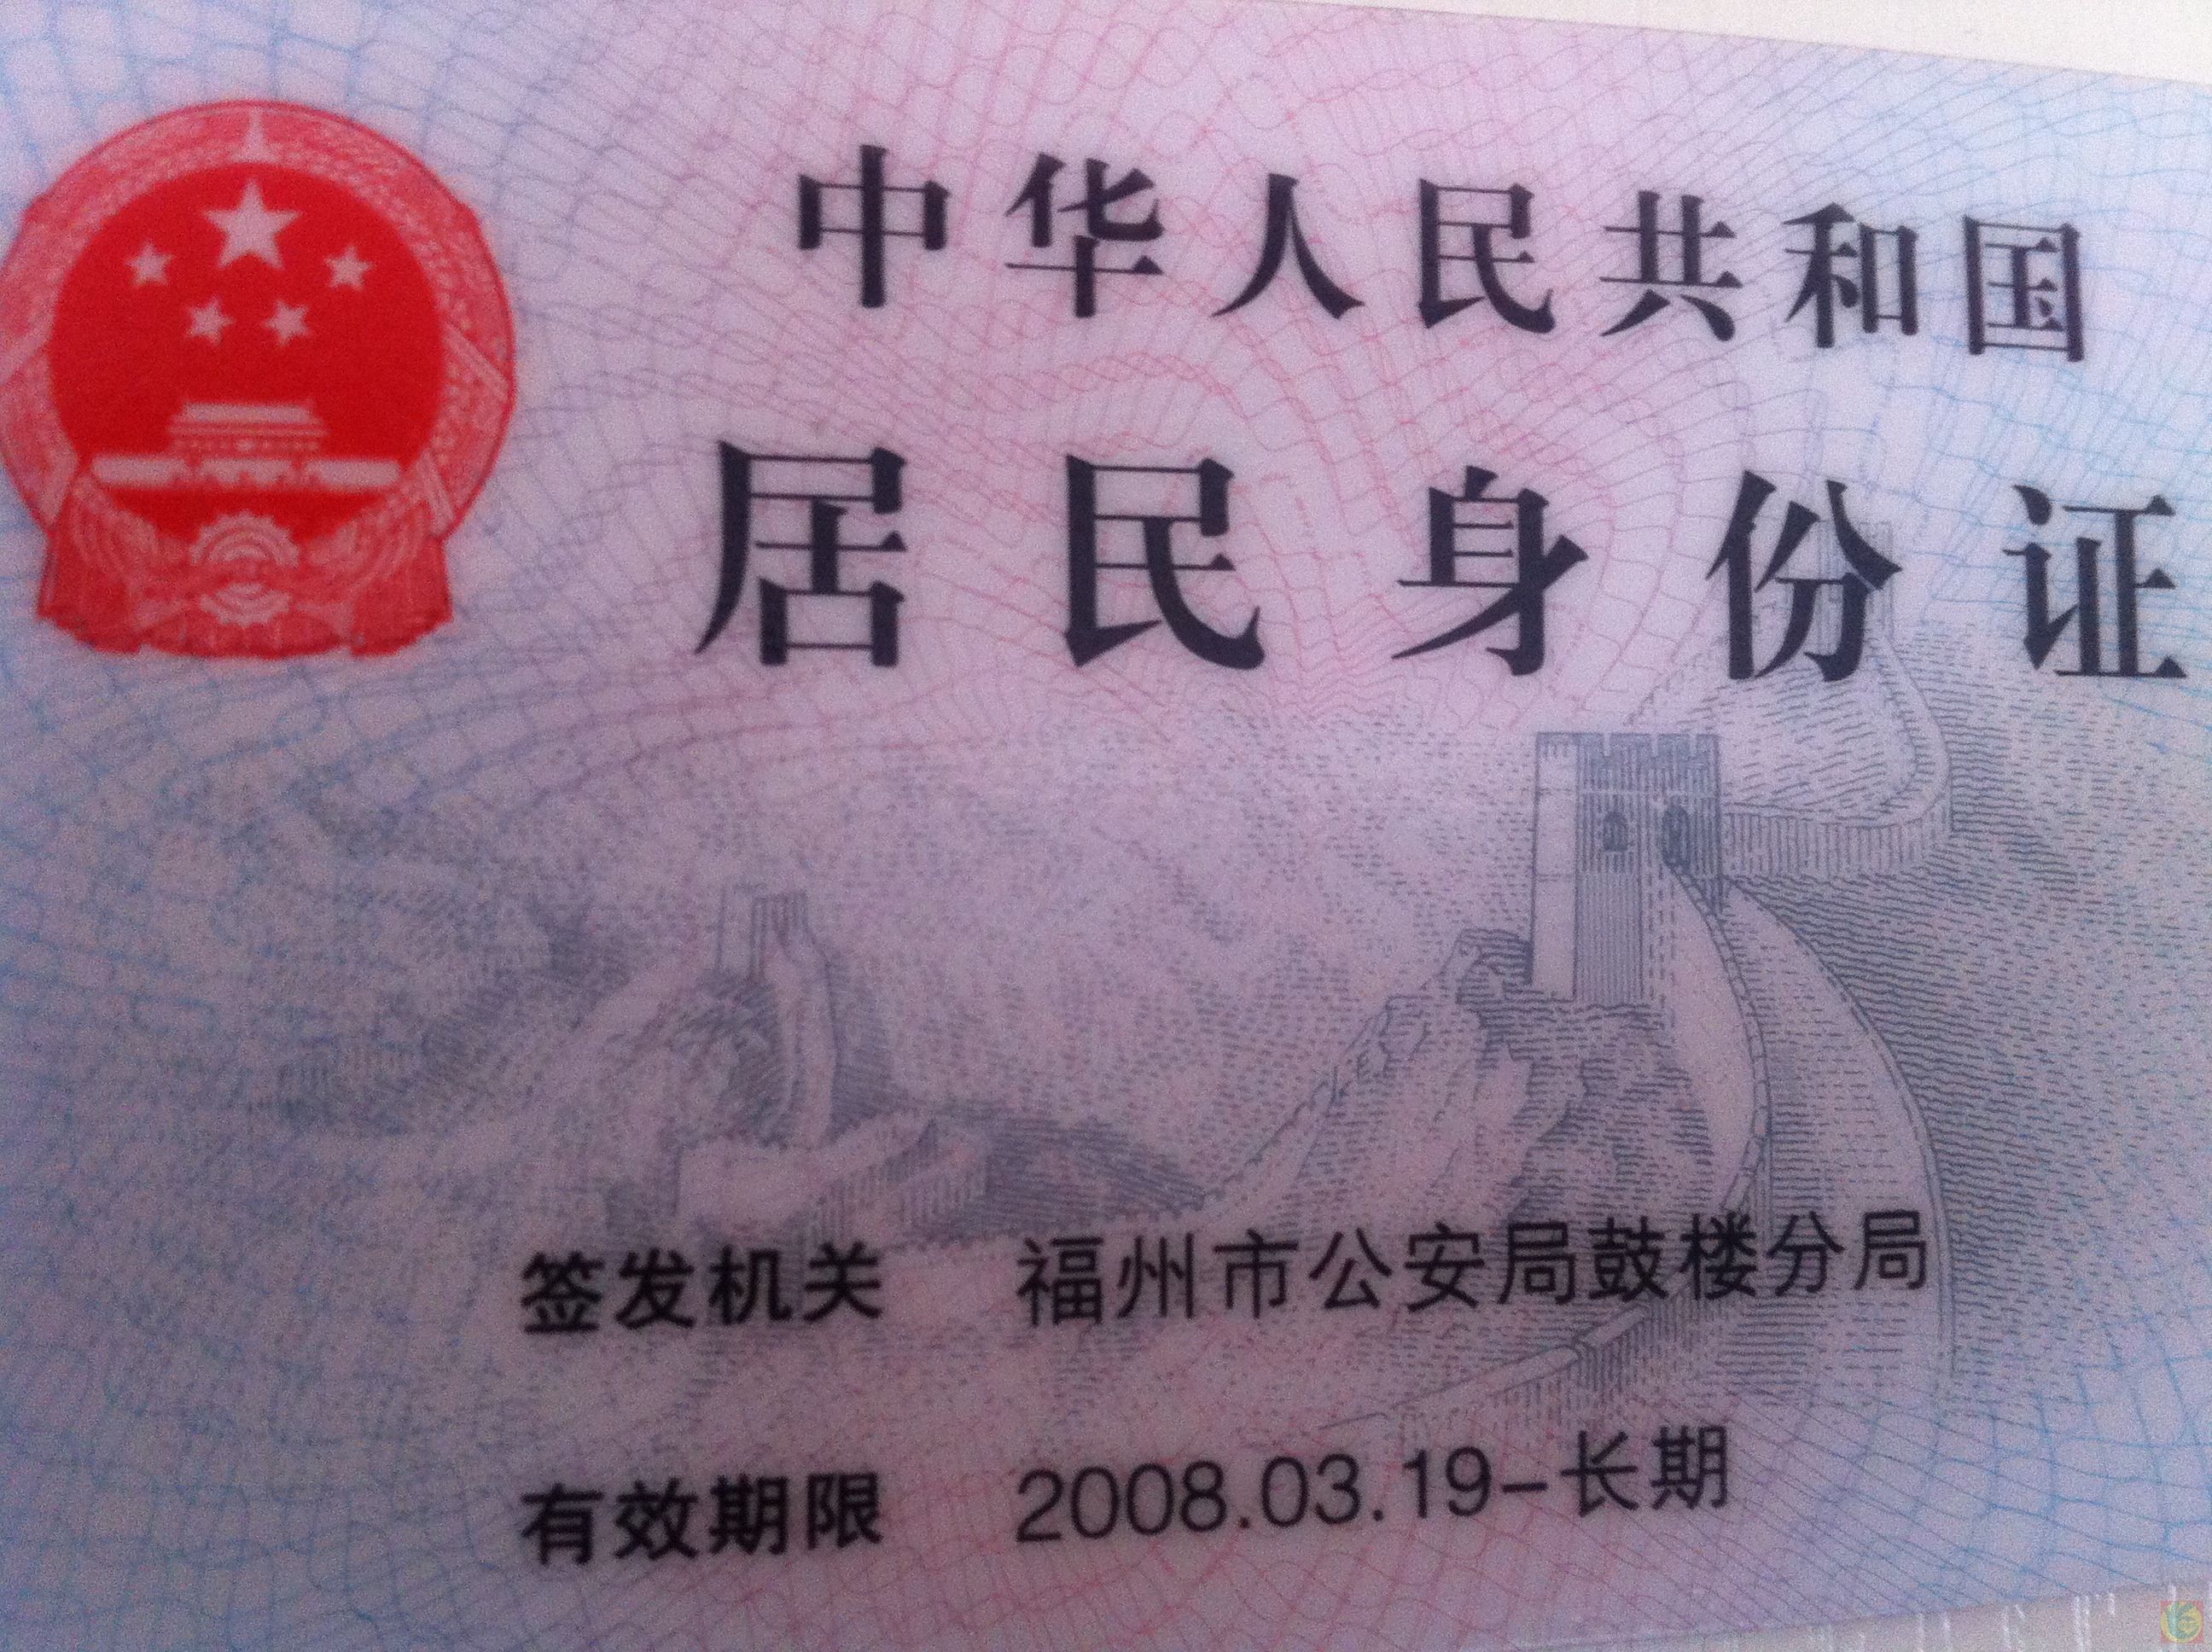 中华人民共和国
居民身份证
签发机关 福州市公安局鼓楼分局
有效期限 2008.03.19-长期